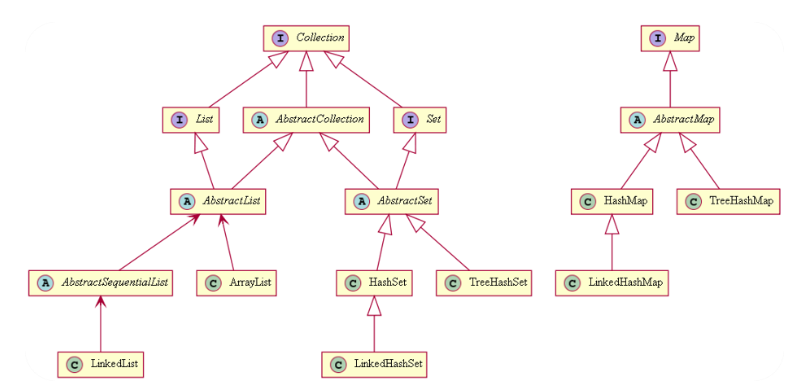 I Collection
I Map
I List
A AbstractCollection
I Set
A AbstractMap
A AbstractList
A AbstractSet
C HashMap
C TreeHashMap
A AbstractSequentialList
C ArrayList
C HashSet
C TreeHashSet
C LinkedHashMap
C LinkedList
C LinkedHashSet